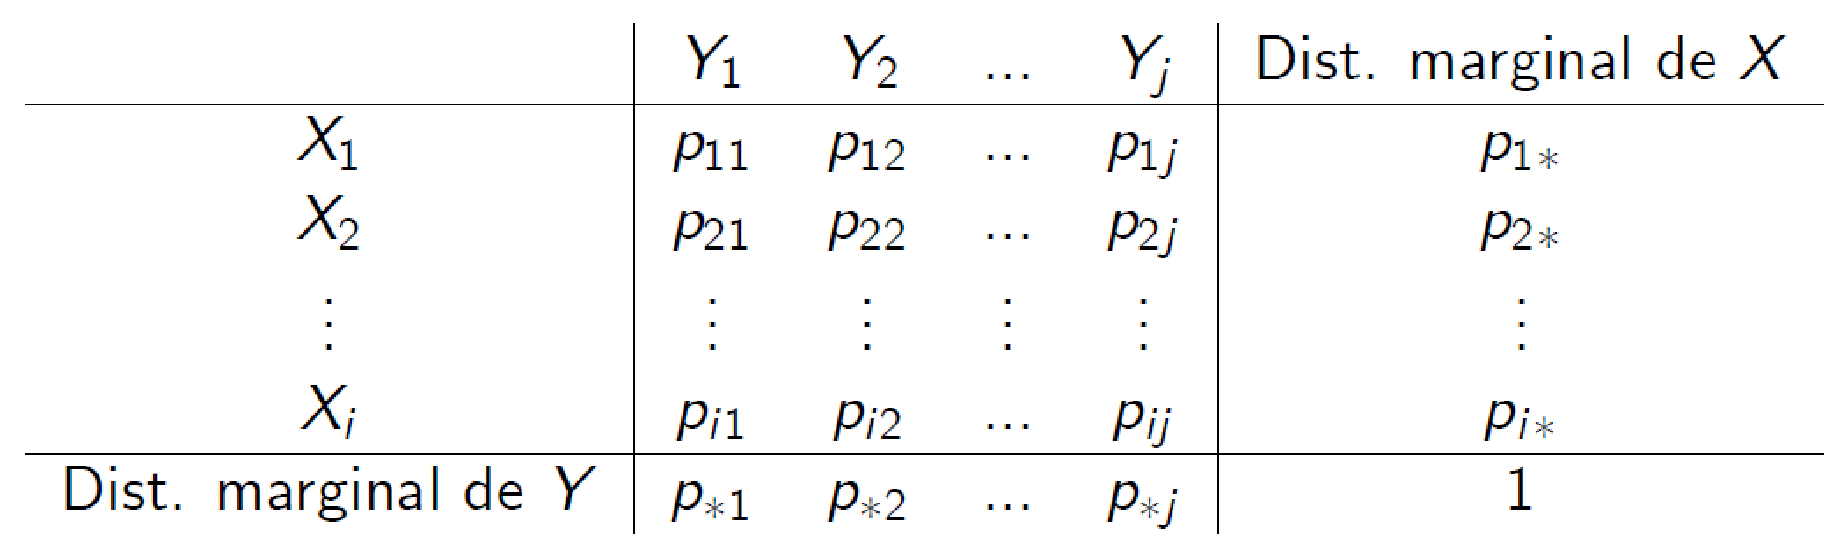 Y₁ Y₂ ... Yⱼ Dist. marginal de X
X₁ p₁₁ p₁₂ ... p₁ⱼ p₁*
X₂ p₂₁ p₂₂ ... p₂ⱼ p₂*
⋮ ⋮ ⋮ ⋮ ⋮ ⋮
Xᵢ pᵢ₁ pᵢ₂ ... pᵢⱼ pᵢ*
Dist. marginal de Y p*₁ p*₂ ... p*ⱼ 1